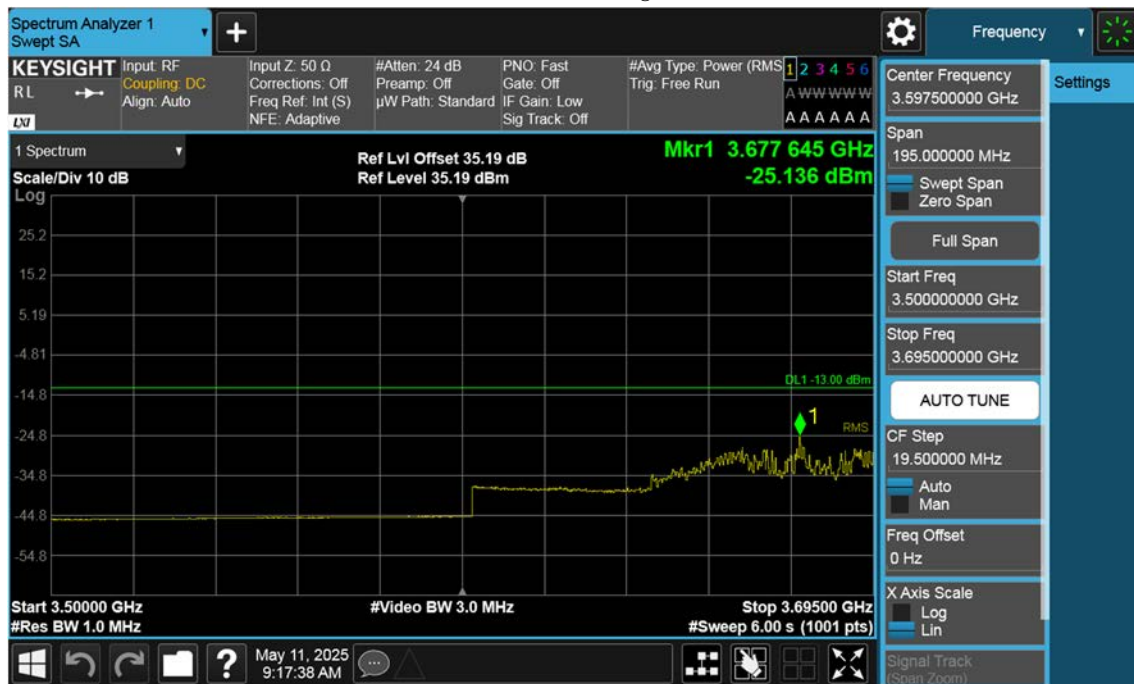 Spectrum Analyzer 1
Swept SA
+
Frequency
KEYSIGHT
RL
LXI
Input: RF
Coupling: DC
Align: Auto
Input Z: 50 Ω
Corrections: Off
Freq Ref: Int (S)
NFE: Adaptive
#Atten: 24 dB
Preamp: Off
µW Path: Standard
PNO: Fast
Gate: Off
IF Gain: Low
Sig Track: Off
#Avg Type: Power (RMS
Trig: Free Run
1 2 3 4 5 6
A W W W W W
A A A A A A
1 Spectrum
Scale/Div 10 dB
Ref Lvl Offset 35.19 dB
Ref Level 35.19 dBm
Mkr1 3.677 645 GHz
-25.136 dBm
Log
25.2
15.2
5.19
-4.81
-14.8
-24.8
-34.8
-44.8
-54.8
DL1 -13.00 dBm
1
RMS
Start 3.50000 GHz
#Res BW 1.0 MHz
#Video BW 3.0 MHz
Stop 3.69500 GHz
#Sweep 6.00 s (1001 pts)
?
May 11, 2025
9:17:38 AM
Center Frequency
3.597500000 GHz
Span
195.000000 MHz
Swept Span
Zero Span
Full Span
Start Freq
3.500000000 GHz
Stop Freq
3.695000000 GHz
AUTO TUNE
CF Step
19.500000 MHz
Auto
Man
Freq Offset
0 Hz
X Axis Scale
Log
Lin
Signal Track
(Span Zoom)
Settings